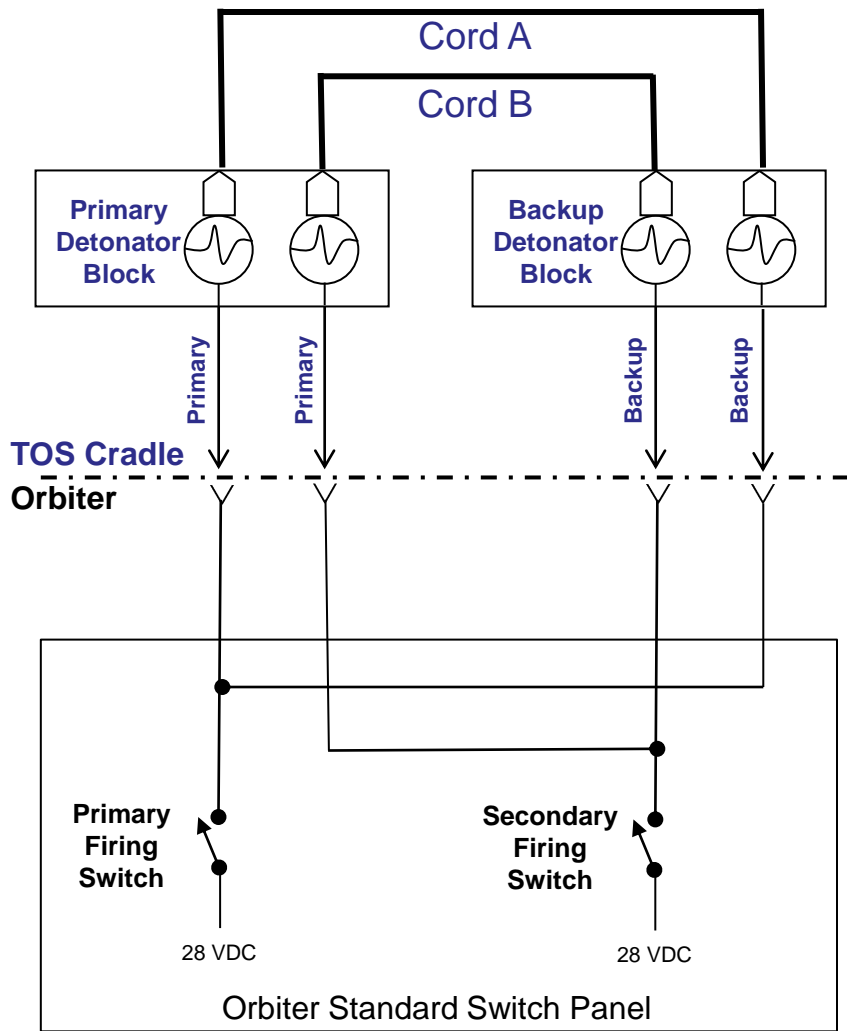 Cord A
Cord B
Primary
Detonator
Block
Backup
Detonator
Block
Primary
Primary
Backup
Backup
TOS Cradle
Orbiter
Primary
Firing
Switch
Secondary
Firing
Switch
28 VDC
28 VDC
Orbiter Standard Switch Panel